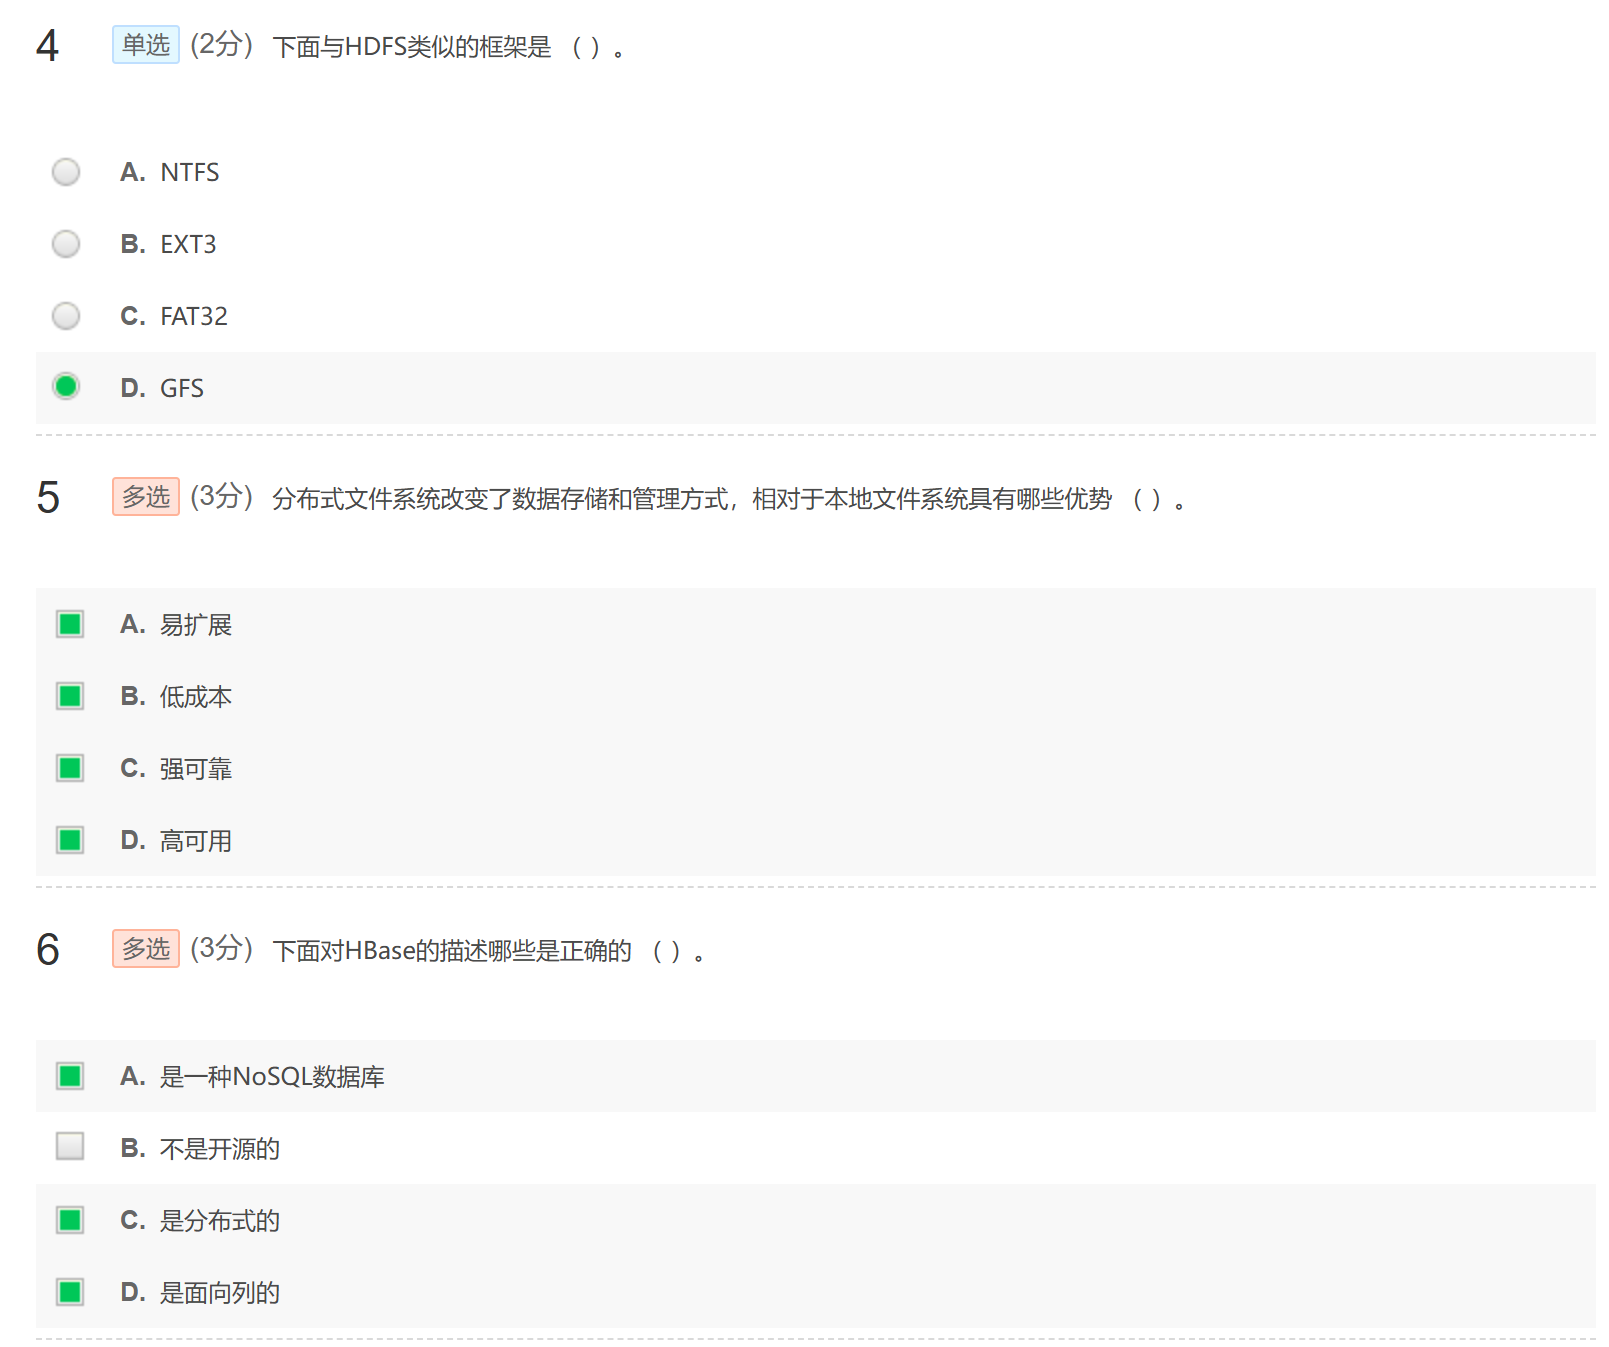 4 单选 (2分) 下面与HDFS类似的框架是 （ ）。
A. NTFS
B. EXT3
C. FAT32
D. GFS
5 多选 (3分) 分布式文件系统改变了数据存储和管理方式，相对于本地文件系统具有哪些优势 （ ）。
A. 易扩展
B. 低成本
C. 强可靠
D. 高可用
6 多选 (3分) 下面对HBase的描述哪些是正确的 （ ）。
A. 是一种NoSQL数据库
B. 不是开源的
C. 是分布式的
D. 是面向列的